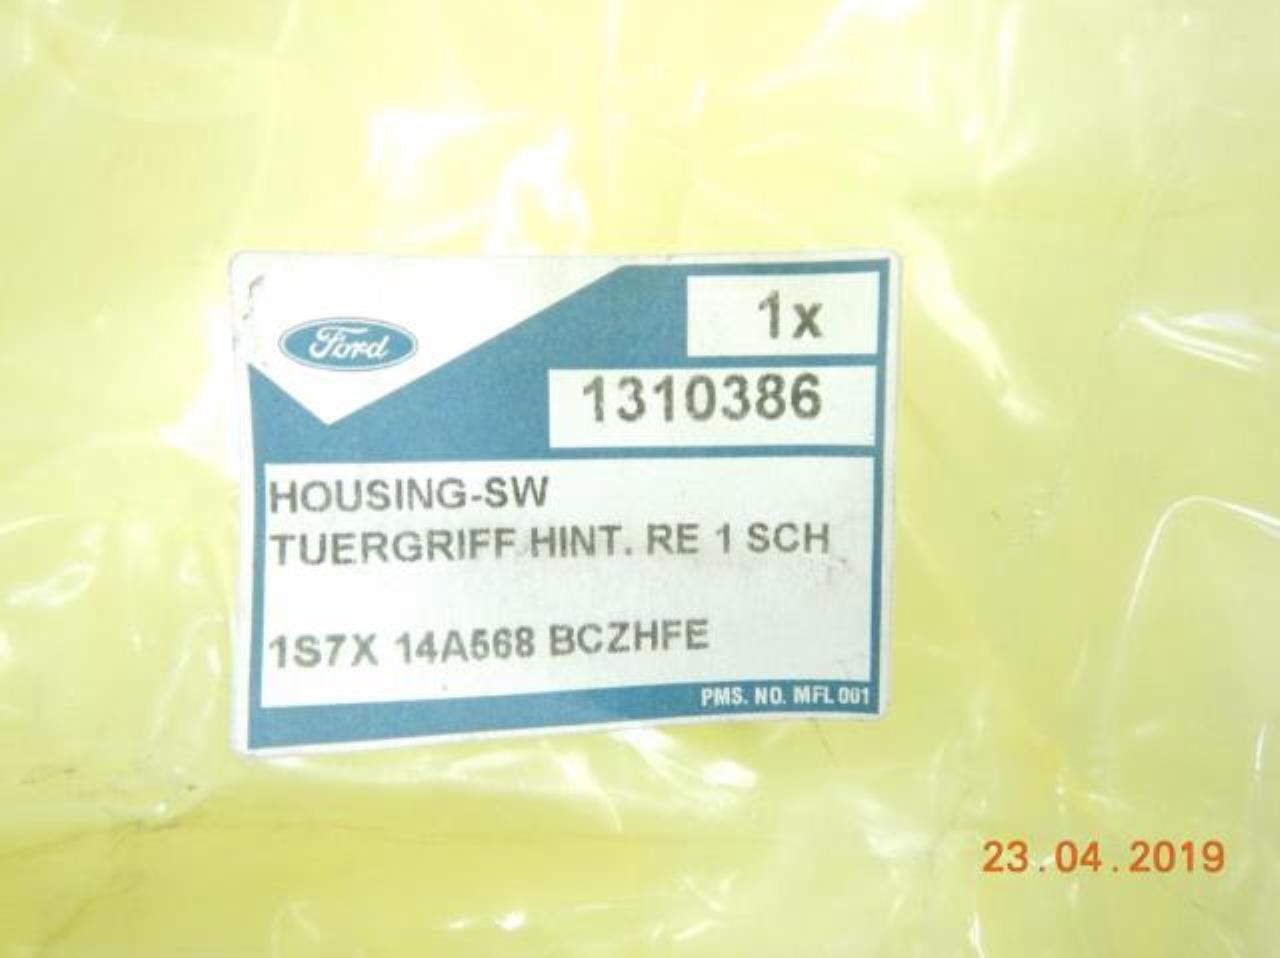 Ford
1x
1310386
HOUSING-SW
TUERGRIFF HINT. RE 1 SCH
1S7X 14A568 BCZHFE
PMS. NO. MFL 001
23.04.2019